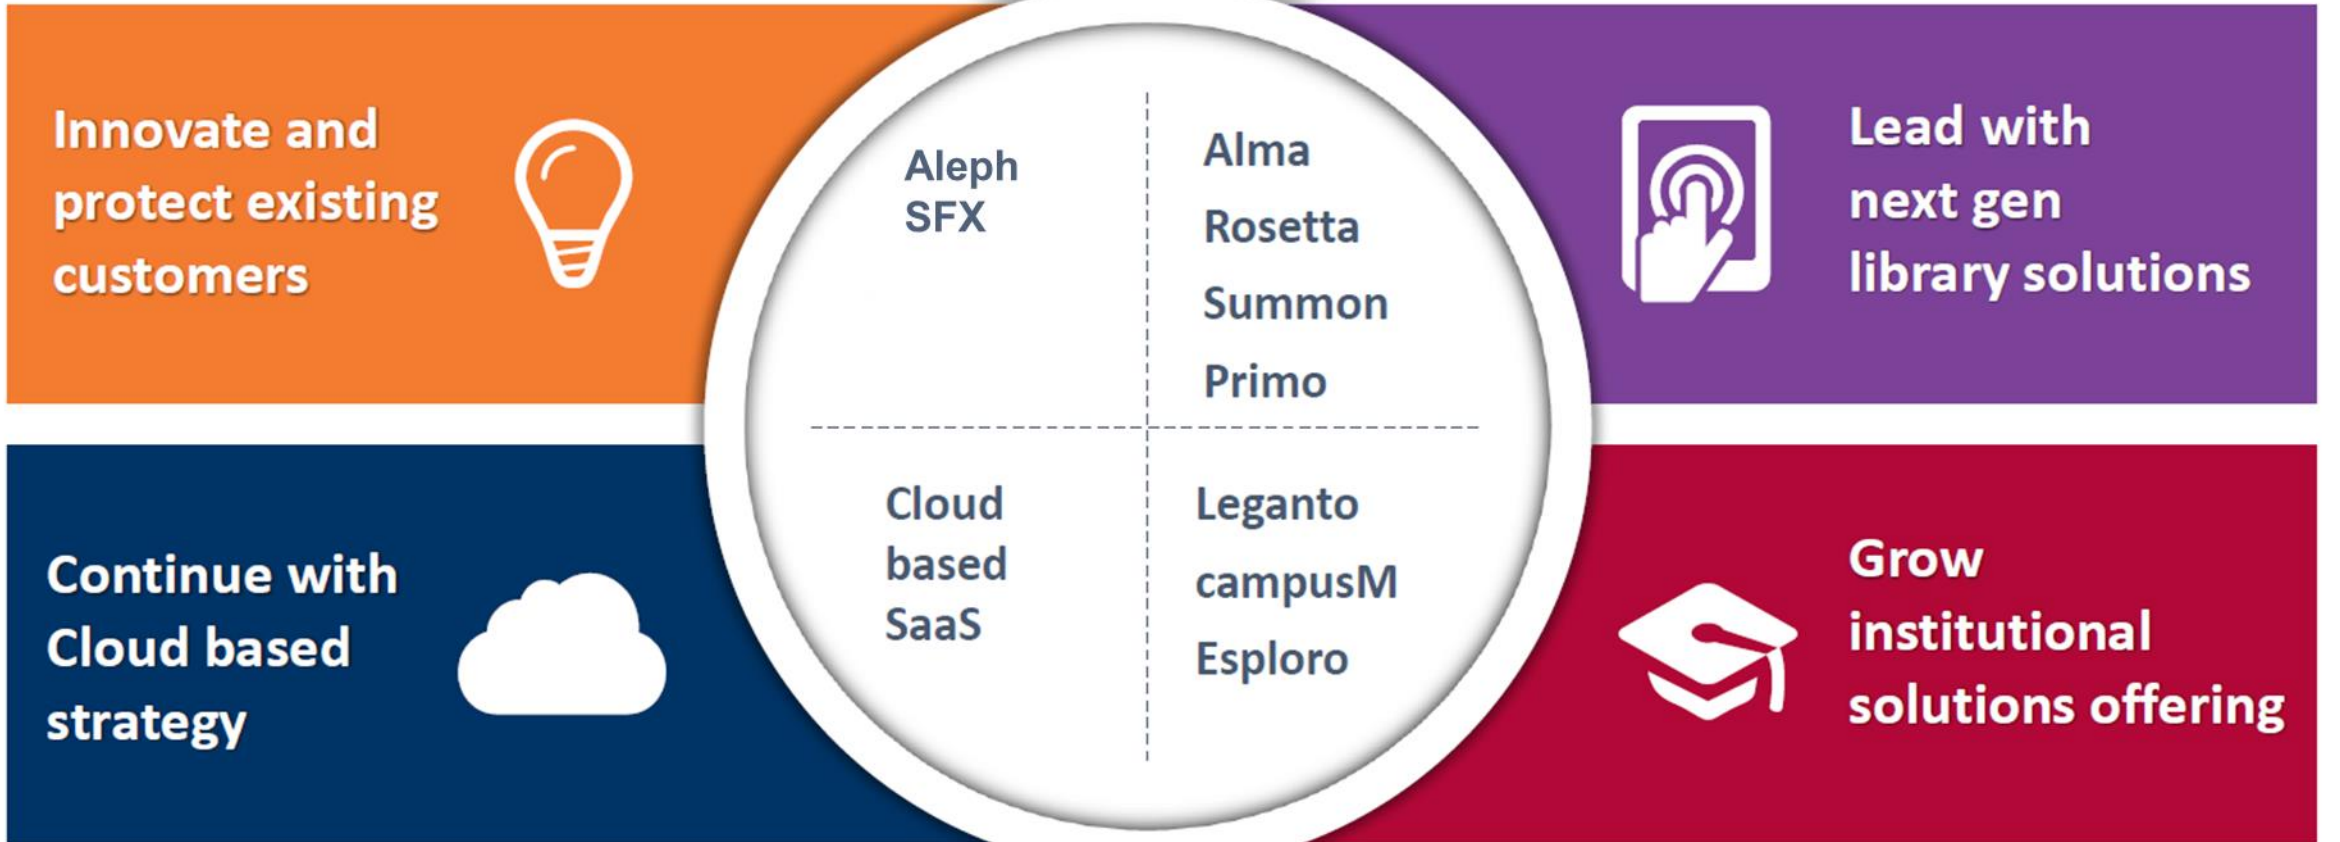 Innovate and
protect existing
customers
Aleph
SFX
Alma
Rosetta
Summon
Primo
Lead with
next gen
library solutions
Continue with
Cloud based
strategy
Cloud
based
SaaS
Leganto
campusM
Esploro
Grow
institutional
solutions offering